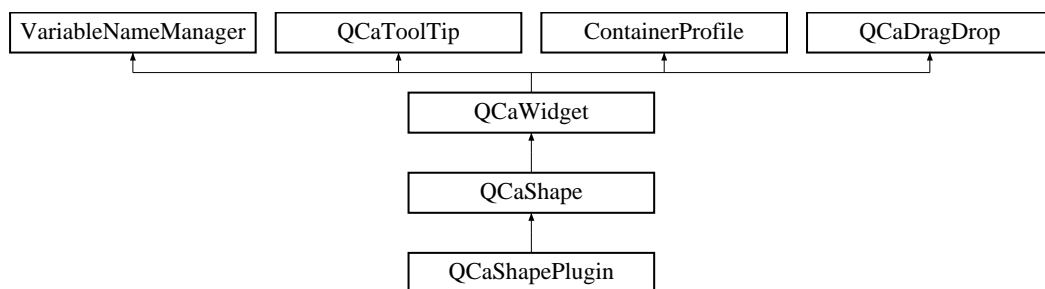 VariableNameManager
QCaToolTip
ContainerProfile
QCaDragDrop
QCaWidget
QCaShape
QCaShapePlugin